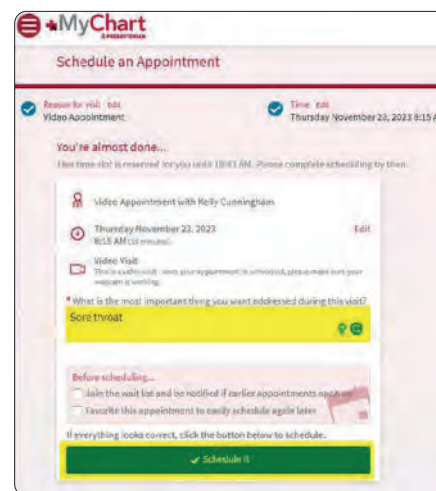 MyChart
PRESBYTERIAN
Schedule an Appointment
Reason for visit edit
Video Appointment
Time edit
Thursday November 23, 2023 8:15 A
You're almost done...
This time slot is reserved for you until AM. Please complete scheduling by then.
Video Appointment with Kelly Cunningham
Thursday November 23, 2023
Edit
8:15 AM (15 minutes)
Video Visit
This is a video visit - once your appointment is scheduled, please make sure your
webcam is working.
* What is the most important thing you want addressed during this visit?
Sore throat
Before scheduling...
Join the wait list and be notified if earlier appointments open up
Favorite this appointment to easily schedule again later
If everything looks correct, click the button below to schedule.
Schedule it